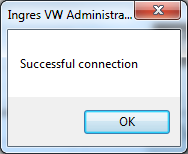 Ingres VW Administra...
Successful connection
OK